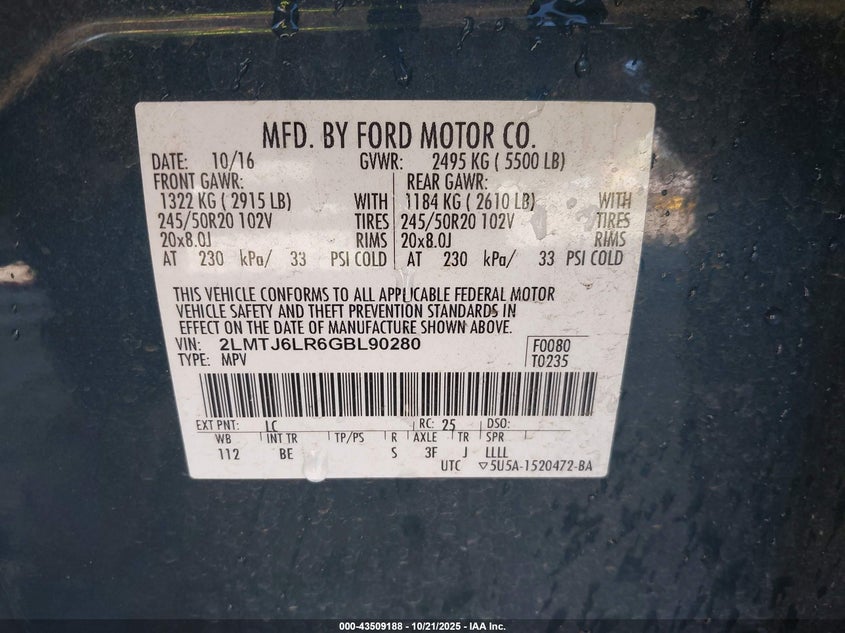 MFD. BY FORD MOTOR CO.
DATE: 10/16 GVWR: 2495 KG ( 5500 LB)
FRONT GAWR: REAR GAWR:
1322 KG ( 2915 LB) WITH 1184 KG ( 2610 LB) WITH
245/50R20 102V TIRES 245/50R20 102V TIRES
20x8.0J RIMS 20x8.0J RIMS
AT 230 kPa/ 33 PSI COLD AT 230 kPa/ 33 PSI COLD
THIS VEHICLE CONFORMS TO ALL APPLICABLE FEDERAL MOTOR
VEHICLE SAFETY AND THEFT PREVENTION STANDARDS IN
EFFECT ON THE DATE OF MANUFACTURE SHOWN ABOVE.
VIN: 2LMTJ6LR6GBL90280 F0080
TYPE: MPV T0235
EXT PNT: LC RC: 25 DSO:
WB INT TR TP/PS R AXLE TR SPR
112 BE S 3F J LLLL
UTC ▽5U5A-1520472-BA
000-43509188 - 10/21/2025 - IAA Inc.